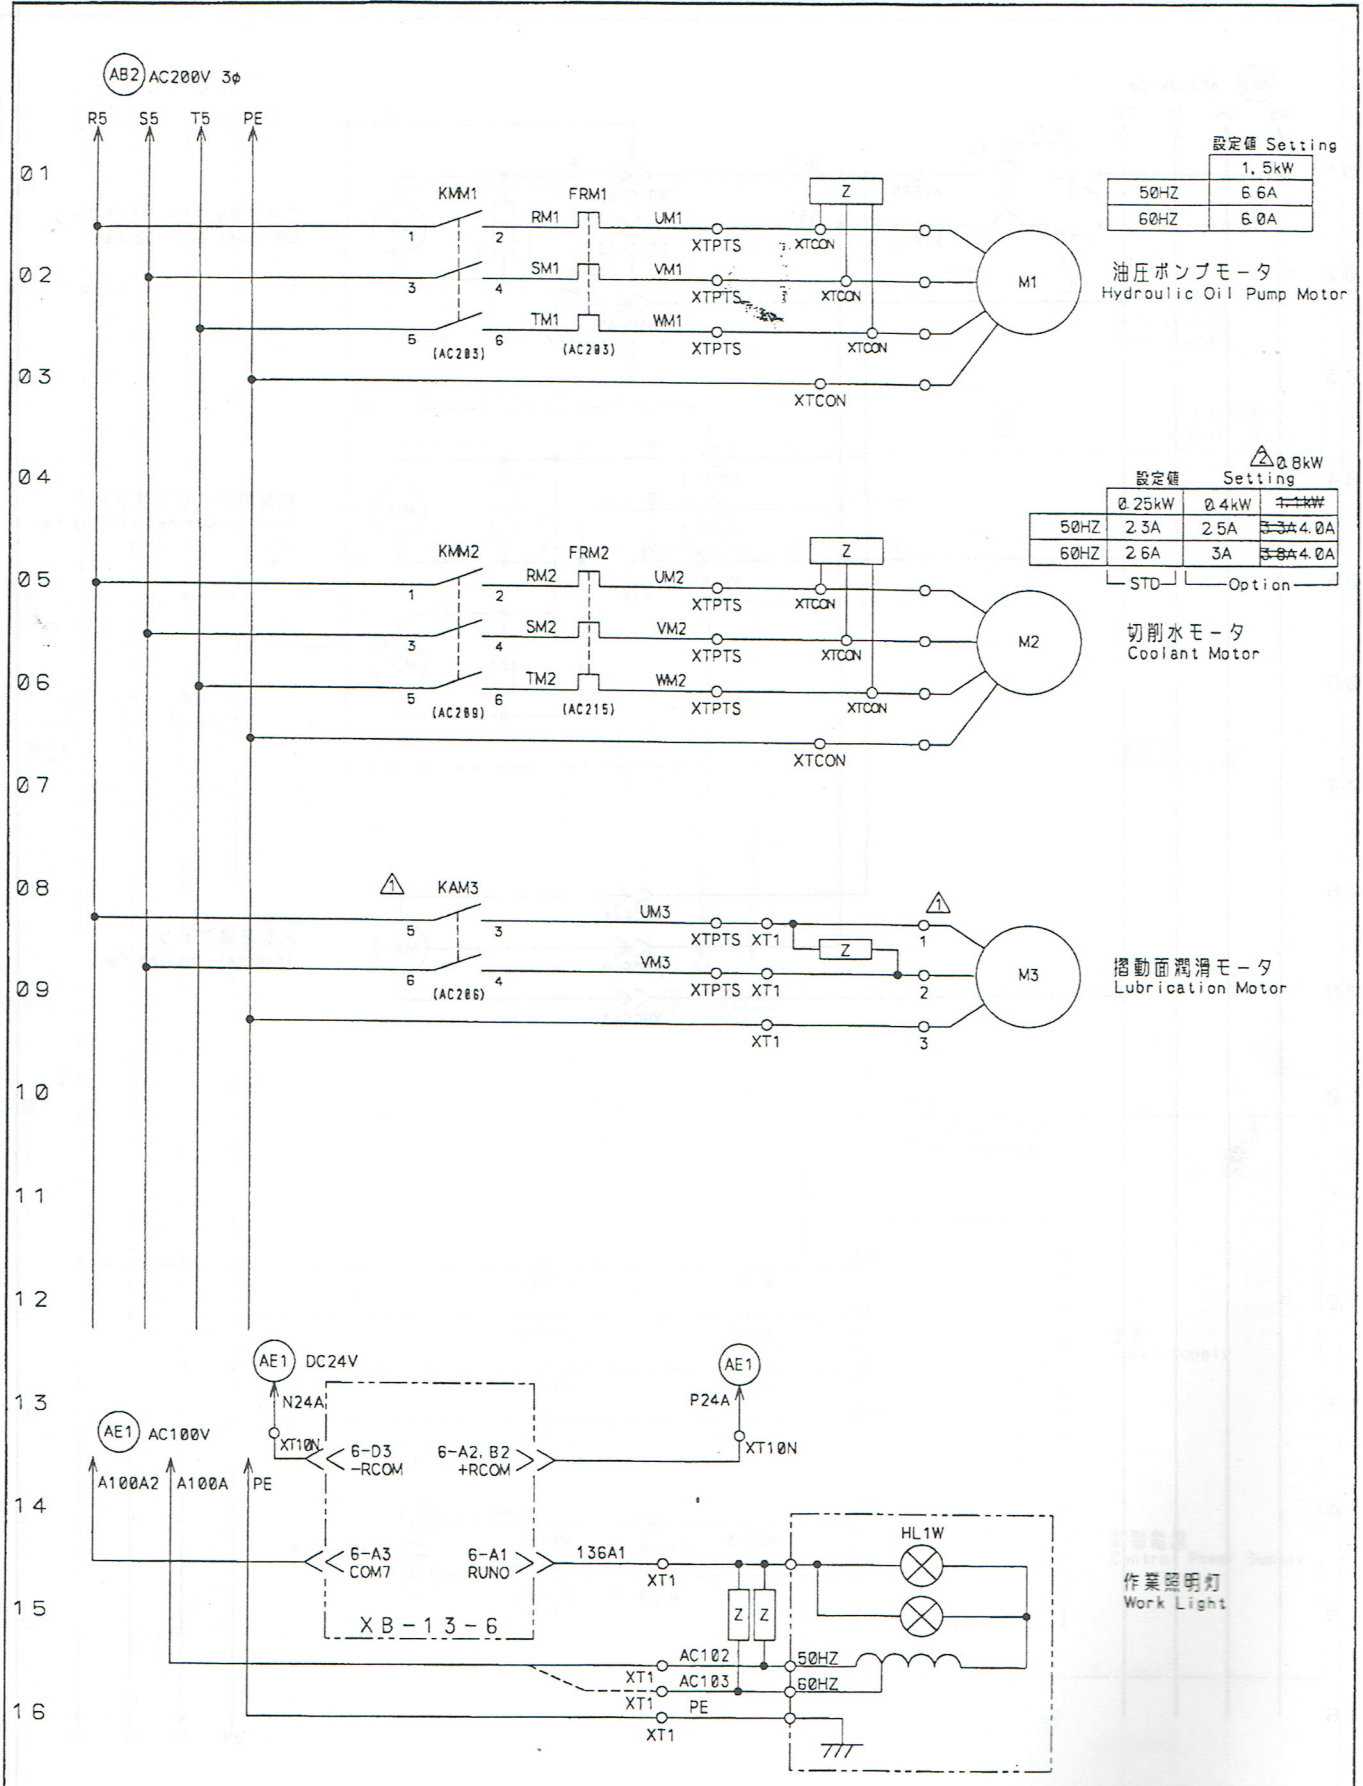 AB2 AC200V 3φ
R5 S5 T5 PE
設定値 Setting
01
1.5kW
KMM1 FRM1 Z
50HZ 6.6A
RM1 UM1
60HZ 6.0A
1 2 XTPTS XTCON
02
SM1 VM1 M1
油圧ポンプモータ
Hydroulic Oil Pump Motor
3 4 XTPTS XTCON
TM1 WM1
5 6 (AC203) (AC203) XTPTS XTCON
03
XTCON
2 0.8kW
04
設定値 Setting
0.25kW 0.4kW 1.1kW
50HZ 2.3A 2.5A 3.3A 4.0A
KMM2 FRM2 Z
60HZ 2.6A 3A 3.8A 4.0A
05
RM2 UM2
STD Option
1 2 XTPTS XTCON
SM2 VM2 M2
切削水モータ
Coolant Motor
3 4 XTPTS XTCON
06
TM2 WM2
5 6 (AC209) (AC215) XTPTS XTCON
XTCON
07
08
1 KAM3 1
UM3
5 3 XTPTS XT1 1
Z
VM3 M3
摺動面潤滑モータ
Lubrication Motor
09
6 (AC206) 4 XTPTS XT1 2
XT1 3
10
11
12
AE1 DC24V AE1
13
N24A P24A
AE1 AC100V
XT10N 6-D3 6-A2,B2 XT10N
-RCOM +RCOM
A100A2 A100A PE
14
HL1W
6-A3 6-A1 136A1
COM7 RUNO XT1
作業照明灯
Work Light
15
XB-13-6 Z Z
AC102 50HZ
XT1 AC103 60HZ
XT1 PE
16
XT1